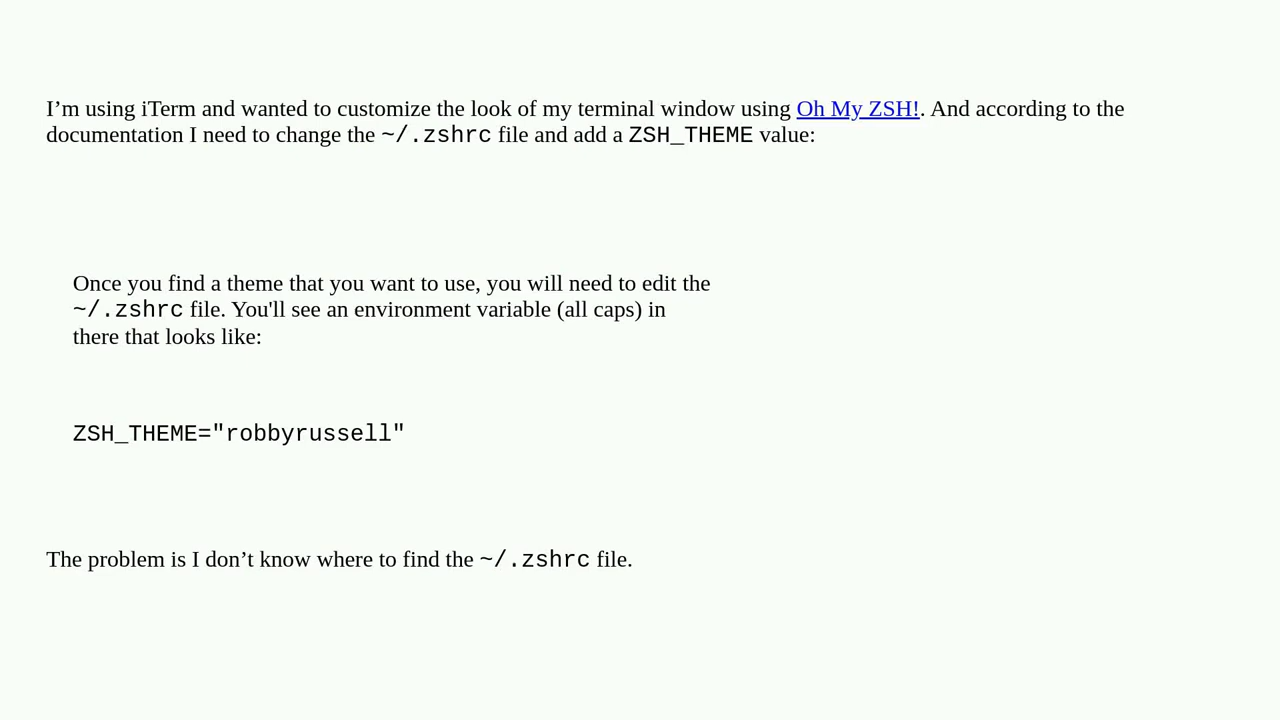 I’m using iTerm and wanted to customize the look of my terminal window using Oh My ZSH!. And according to the
documentation I need to change the ~/.zshrc file and add a ZSH_THEME value:
Once you find a theme that you want to use, you will need to edit the
~/.zshrc file. You'll see an environment variable (all caps) in
there that looks like:
ZSH_THEME="robbyrussell"
The problem is I don’t know where to find the ~/.zshrc file.